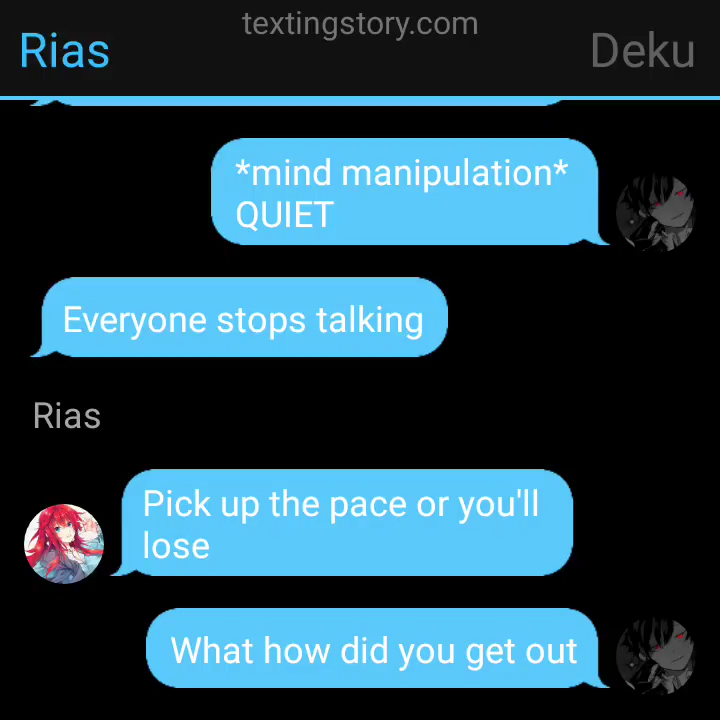 textingstory.com
Rias
Deku
*mind manipulation*
QUIET
Everyone stops talking
Rias
Pick up the pace or you'll
lose
What how did you get out